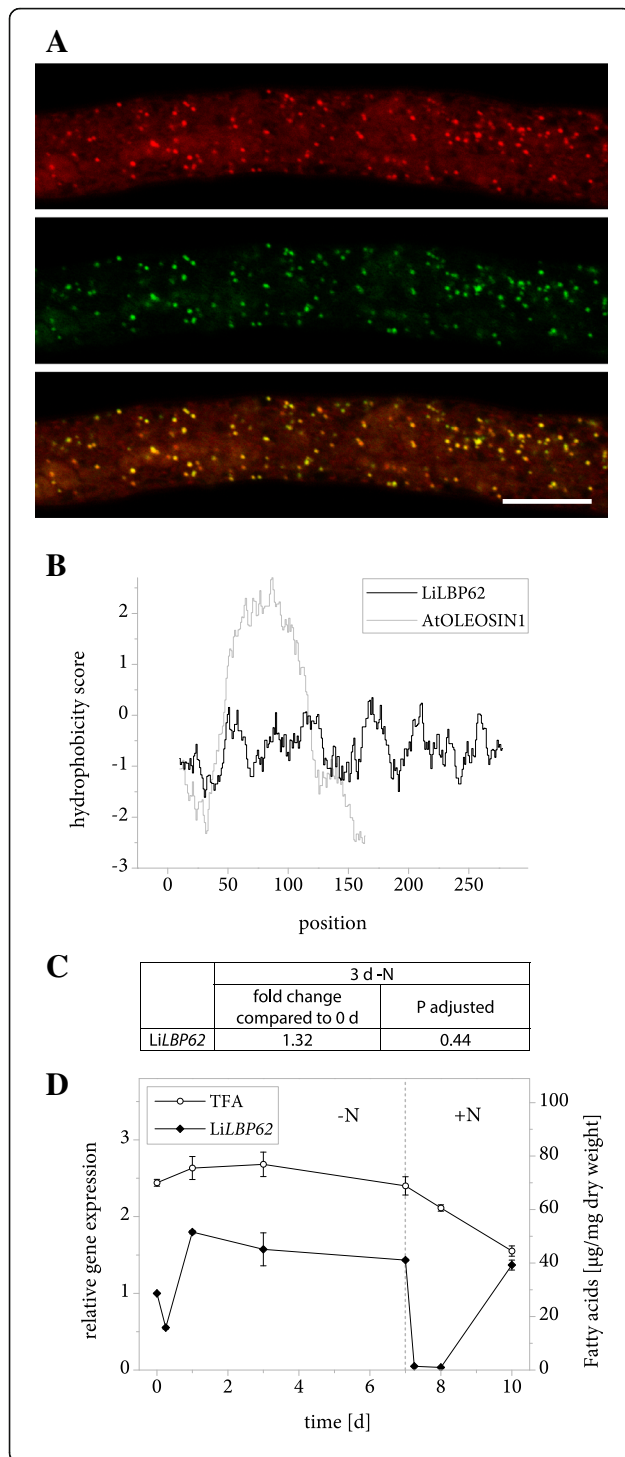 A
B
LiLBP62
AtOLEOSIN1
2
1
0
-1
-2
-3
hydrophobicity score
0
50
100
150
200
250
position
C
3 d -N
fold change
compared to 0 d
P adjusted
LiLBP62
1.32
0.44
D
TFA
LiLBP62
-N
+N
3
2
1
0
relative gene expression
100
80
60
40
20
0
Fatty acids [µg/mg dry weight]
0
2
4
6
8
10
time [d]